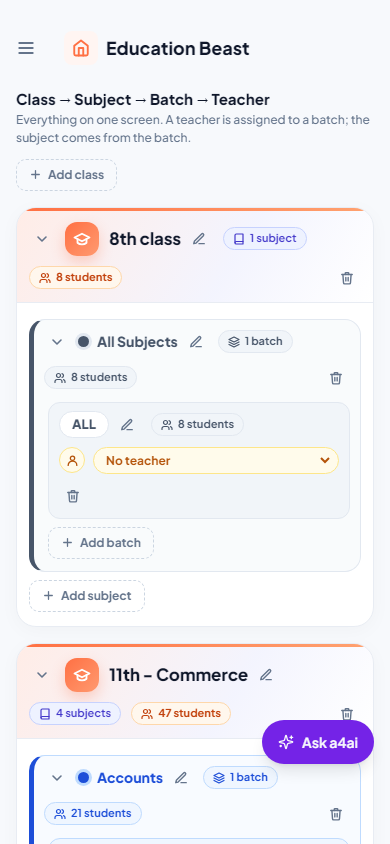 Education Beast
Class → Subject → Batch → Teacher
Everything on one screen. A teacher is assigned to a batch; the
subject comes from the batch.
+ Add class
8th class
1 subject
8 students
All Subjects
1 batch
8 students
ALL
8 students
No teacher
+ Add batch
+ Add subject
11th - Commerce
4 subjects
47 students
Ask a4ai
Accounts
1 batch
21 students